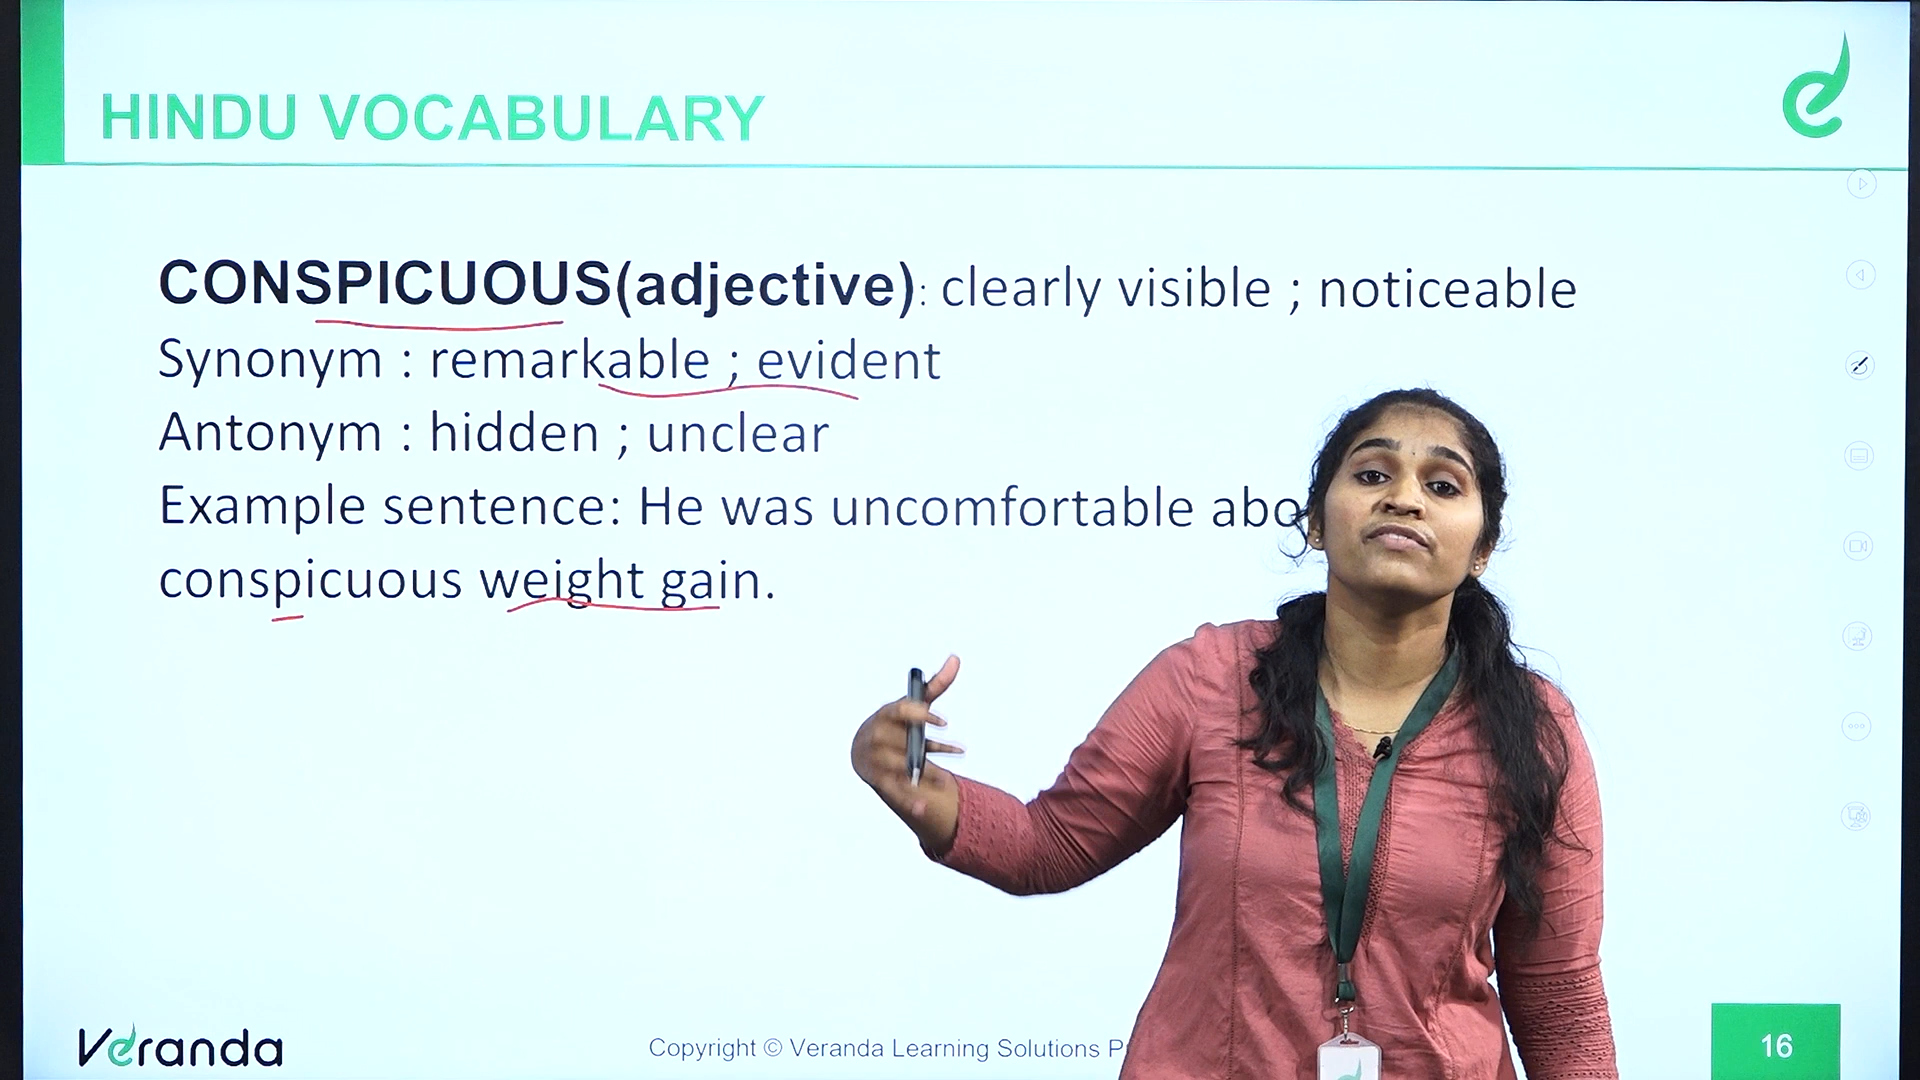 HINDU VOCABULARY
CONSPICUOUS(adjective): clearly visible ; noticeable
Synonym : remarkable ; evident
Antonym : hidden ; unclear
Example sentence: He was uncomfortable
conspicuous weight gain.
Veranda
Copyright © Veranda Learning Solutions
16